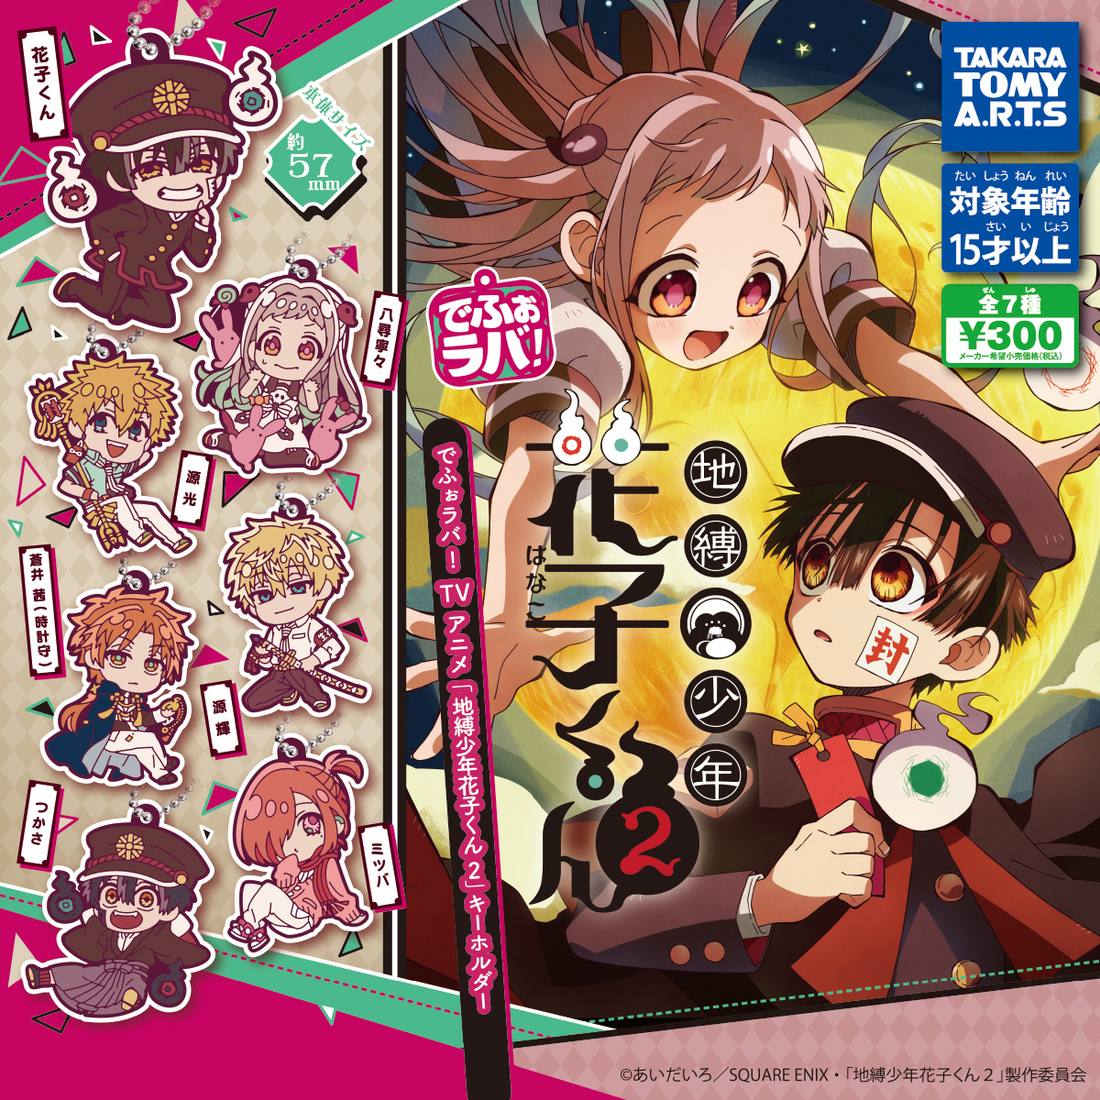 花子くん
本体サイズ
約
57
mm
八尋寧々
源光
蒼井茜(時計守)
源輝
つかさ
ミツバ
でふぉ
ラバ!
でふぉラバ! TVアニメ「地縛少年花子くん2」キーホルダー
地縛少年
花子くん
はなこ
2
封
TAKARA
TOMY
A.R.T.S
たいしょうねんれい
対象年齢
さいいじょう
15才以上
ぜんしゅ
全7種
¥300
メーカー希望小売価格(税込)
©あいだいろ/SQUARE ENIX・「地縛少年花子くん2」製作委員会